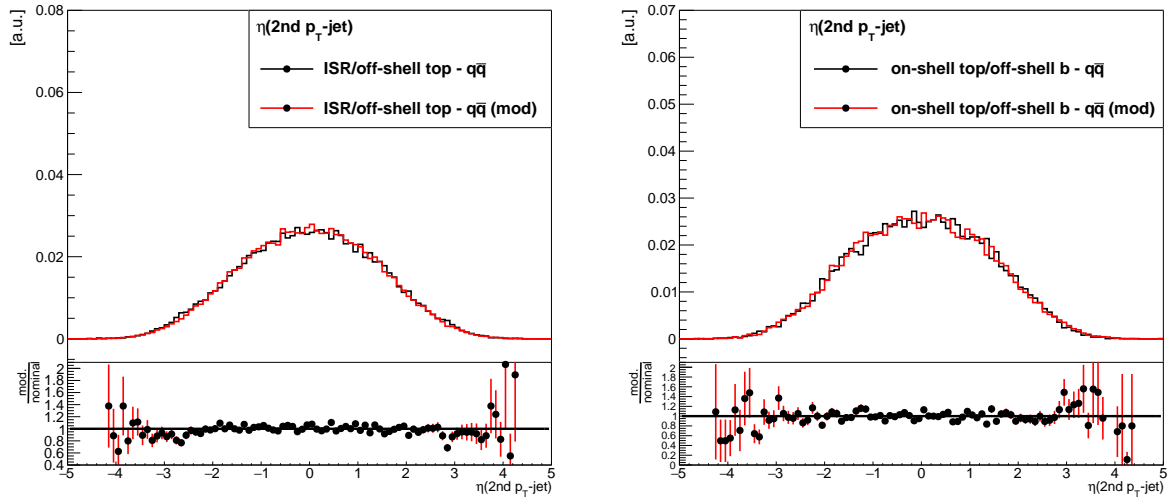 [a.u.]
η(2nd p_T-jet)
ISR/off-shell top - qq̅
ISR/off-shell top - qq̅ (mod)
0.08
0.06
0.04
0.02
0
mod.
nominal
2
1.8
1.6
1.4
1.2
1
0.8
0.6
0.4
−5 −4 −3 −2 −1 0 1 2 3 4 5
η(2nd p_T-jet)
[a.u.]
η(2nd p_T-jet)
on-shell top/off-shell b - qq̅
on-shell top/off-shell b - qq̅ (mod)
0.07
0.06
0.05
0.04
0.03
0.02
0.01
0
mod.
nominal
2
1.8
1.6
1.4
1.2
1
0.8
0.6
0.4
0.2
0
−5 −4 −3 −2 −1 0 1 2 3 4 5
η(2nd p_T-jet)